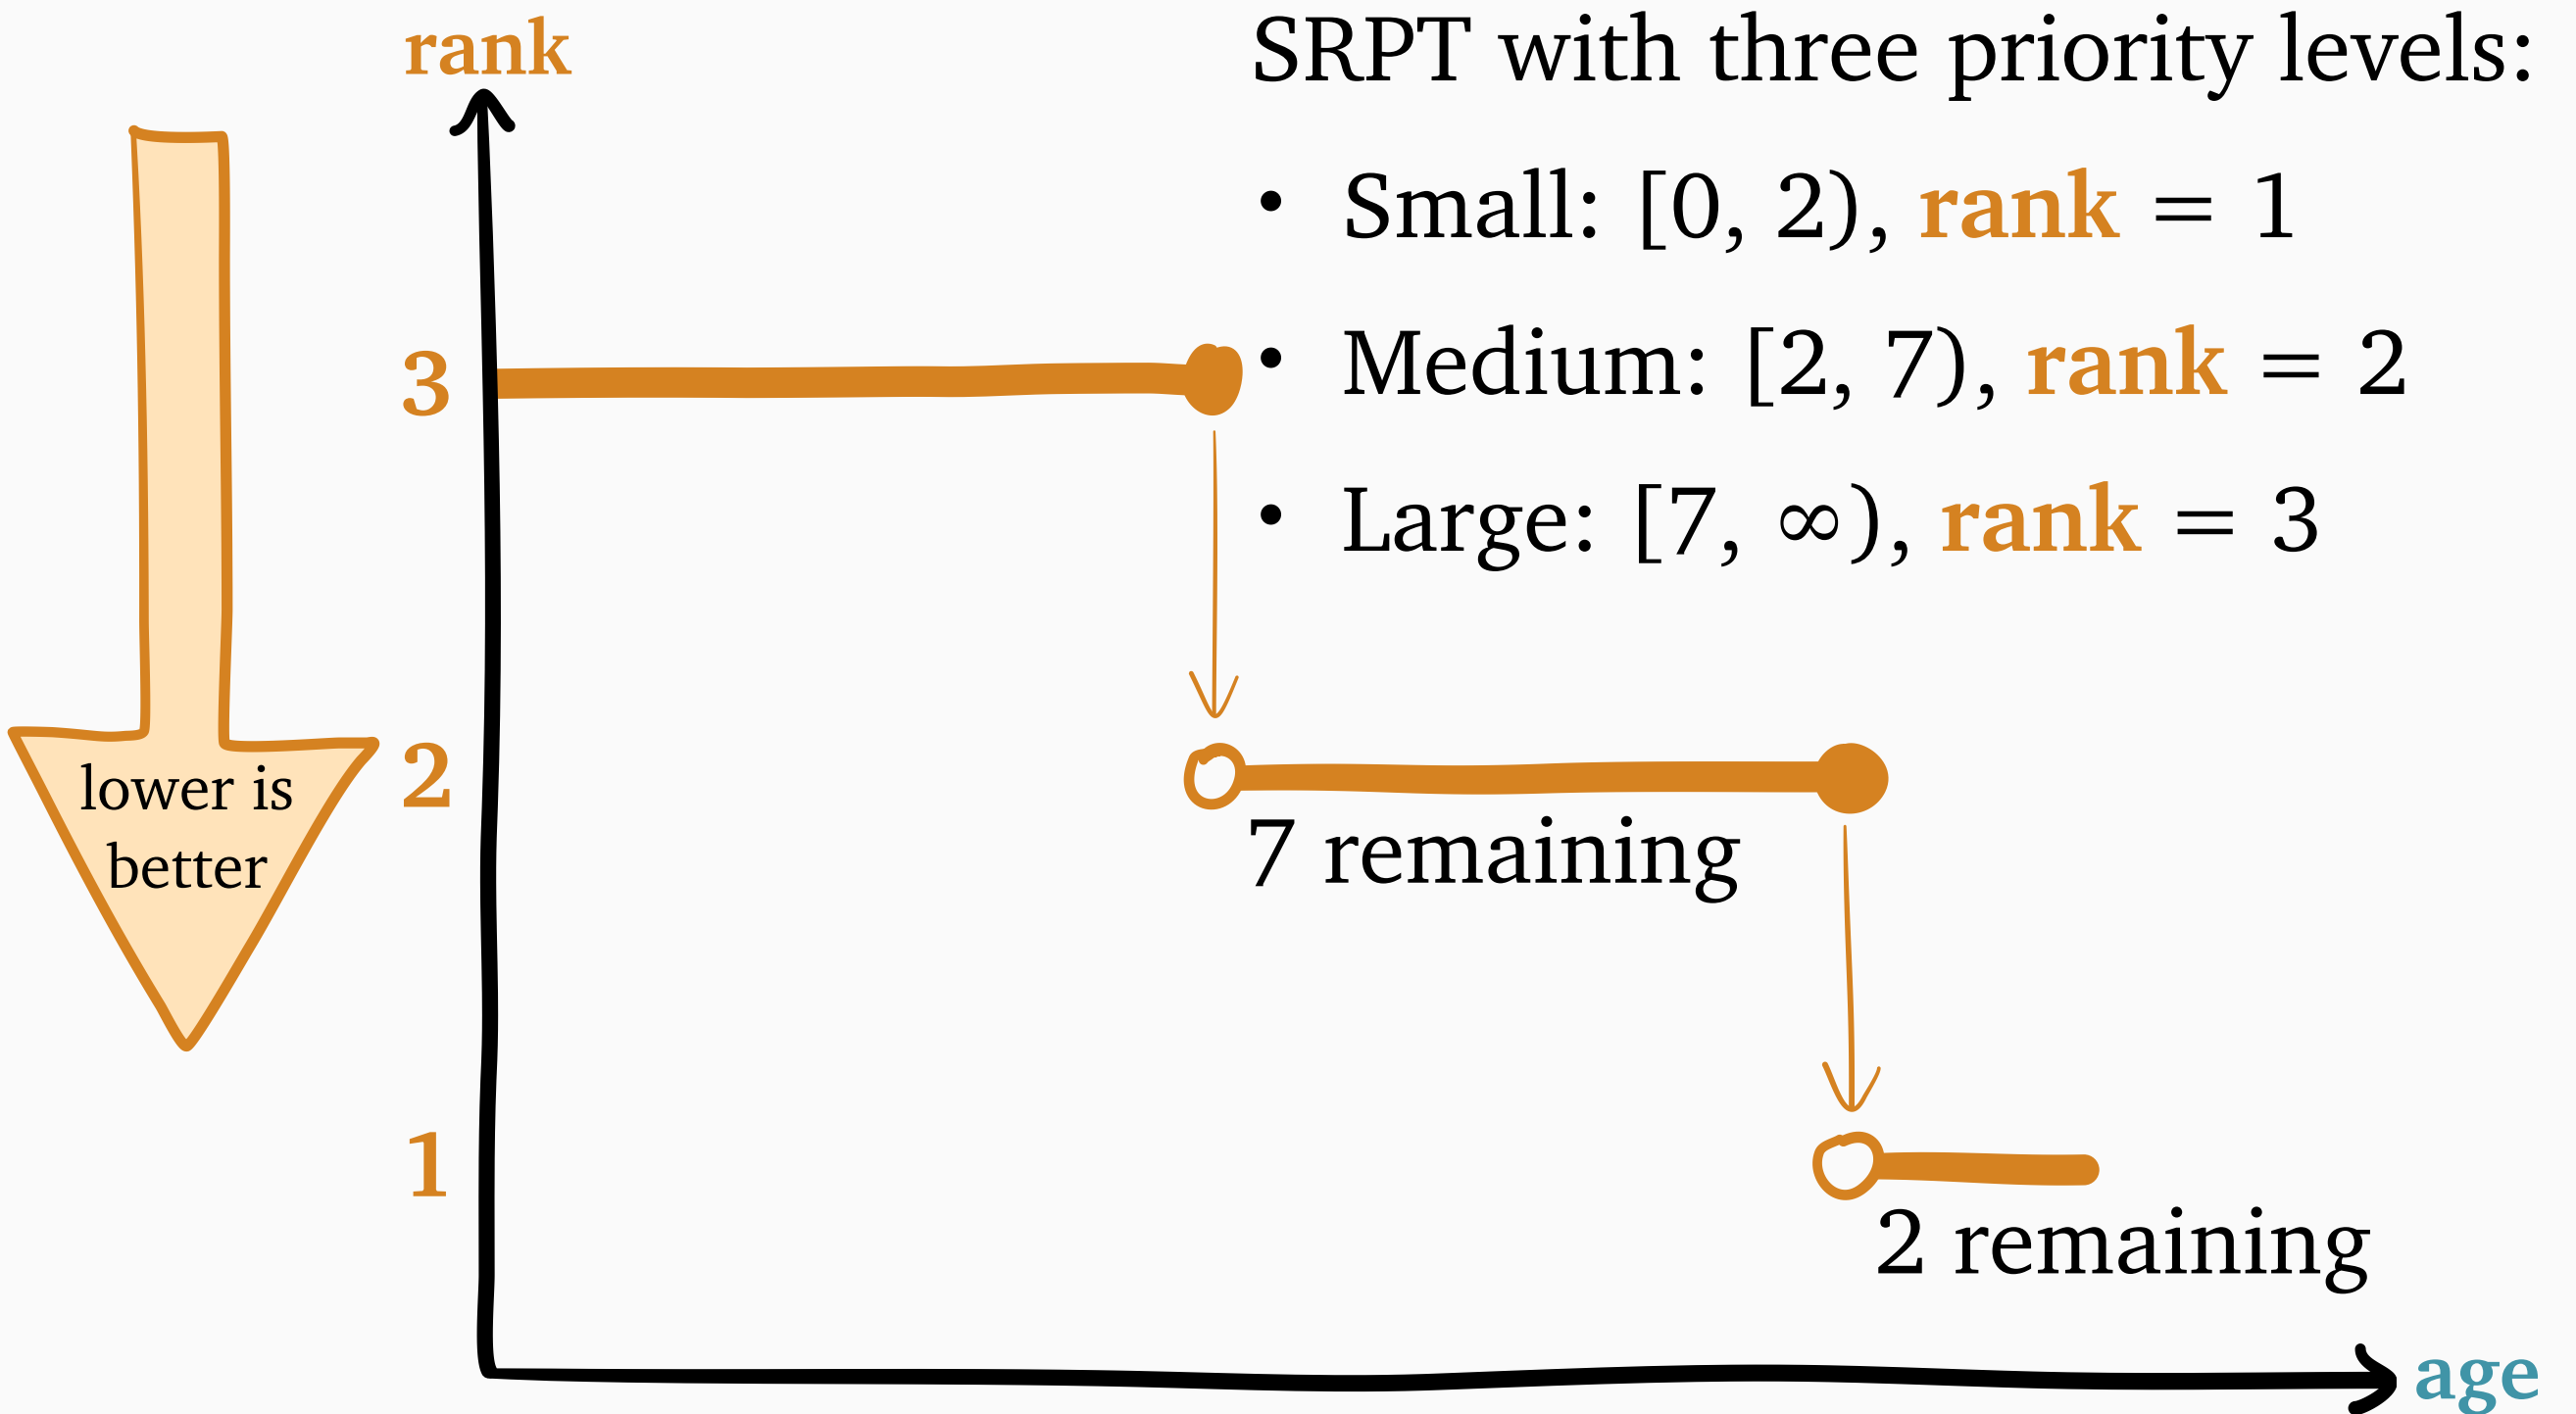 rank
SRPT with three priority levels:
• Small: [0, 2), rank = 1
• Medium: [2, 7), rank = 2
• Large: [7, ∞), rank = 3
3
2
lower is
better
7 remaining
1
2 remaining
age